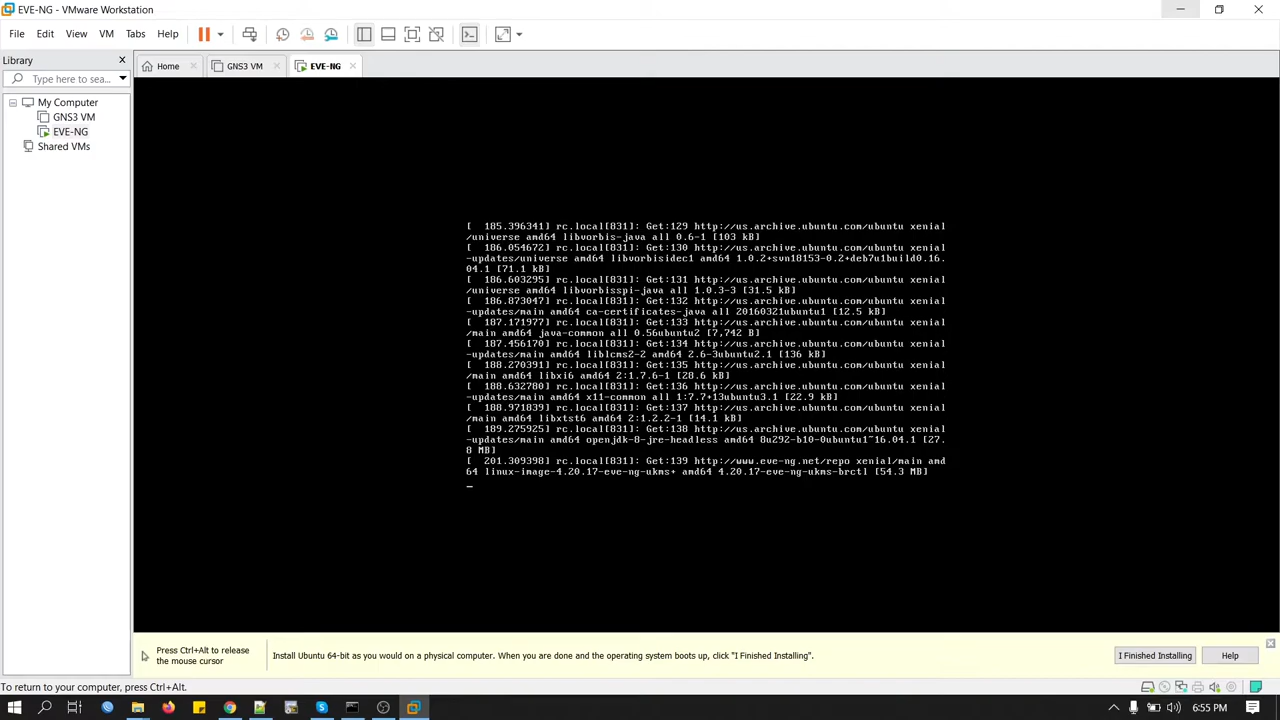 EVE-NG - VMware Workstation
File Edit View VM Tabs Help
Library
Type here to sea...
Home
GNS3 VM
EVE-NG
My Computer
GNS3 VM
EVE-NG
Shared VMs
[  185.396341] rc.local[831]: Get:129 http://us.archive.ubuntu.com/ubuntu xenial
/universe amd64 libvorbis-java all 0.6-1 [103 kB]
[  186.054672] rc.local[831]: Get:130 http://us.archive.ubuntu.com/ubuntu xenial
-updates/universe amd64 libvorbisidec1 amd64 1.0.2+svn18153-0.2+deb7u1build0.16.
04.1 [71.1 kB]
[  186.603295] rc.local[831]: Get:131 http://us.archive.ubuntu.com/ubuntu xenial
/universe amd64 libvorbisspi-java all 1.0.3-3 [31.5 kB]
[  186.873047] rc.local[831]: Get:132 http://us.archive.ubuntu.com/ubuntu xenial
-updates/main amd64 ca-certificates-java all 20160321ubuntu1 [12.5 kB]
[  187.171977] rc.local[831]: Get:133 http://us.archive.ubuntu.com/ubuntu xenial
/main amd64 java-common all 0.56ubuntu2 [7,742 B]
[  187.456170] rc.local[831]: Get:134 http://us.archive.ubuntu.com/ubuntu xenial
-updates/main amd64 liblcms2-2 amd64 2.6-3ubuntu2.1 [136 kB]
[  188.270391] rc.local[831]: Get:135 http://us.archive.ubuntu.com/ubuntu xenial
/main amd64 libxi6 amd64 2:1.7.6-1 [28.6 kB]
[  188.632780] rc.local[831]: Get:136 http://us.archive.ubuntu.com/ubuntu xenial
-updates/main amd64 x11-common all 1:7.7+13ubuntu3.1 [22.9 kB]
[  188.971839] rc.local[831]: Get:137 http://us.archive.ubuntu.com/ubuntu xenial
/main amd64 libxtst6 amd64 2:1.2.2-1 [14.1 kB]
[  189.275925] rc.local[831]: Get:138 http://us.archive.ubuntu.com/ubuntu xenial
-updates/main amd64 openjdk-8-jre-headless amd64 8u292-b10-0ubuntu1~16.04.1 [27.
8 MB]
[  201.309398] rc.local[831]: Get:139 http://www.eve-ng.net/repo xenial/main amd
64 linux-image-4.20.17-eve-ng-ukms+ amd64 4.20.17-eve-ng-ukms-brctl [54.3 MB]
_
Press Ctrl+Alt to release
the mouse cursor
Install Ubuntu 64-bit as you would on a physical computer. When you are done and the operating system boots up, click "I Finished Installing".
I Finished Installing
Help
To return to your computer, press Ctrl+Alt.
6:55 PM